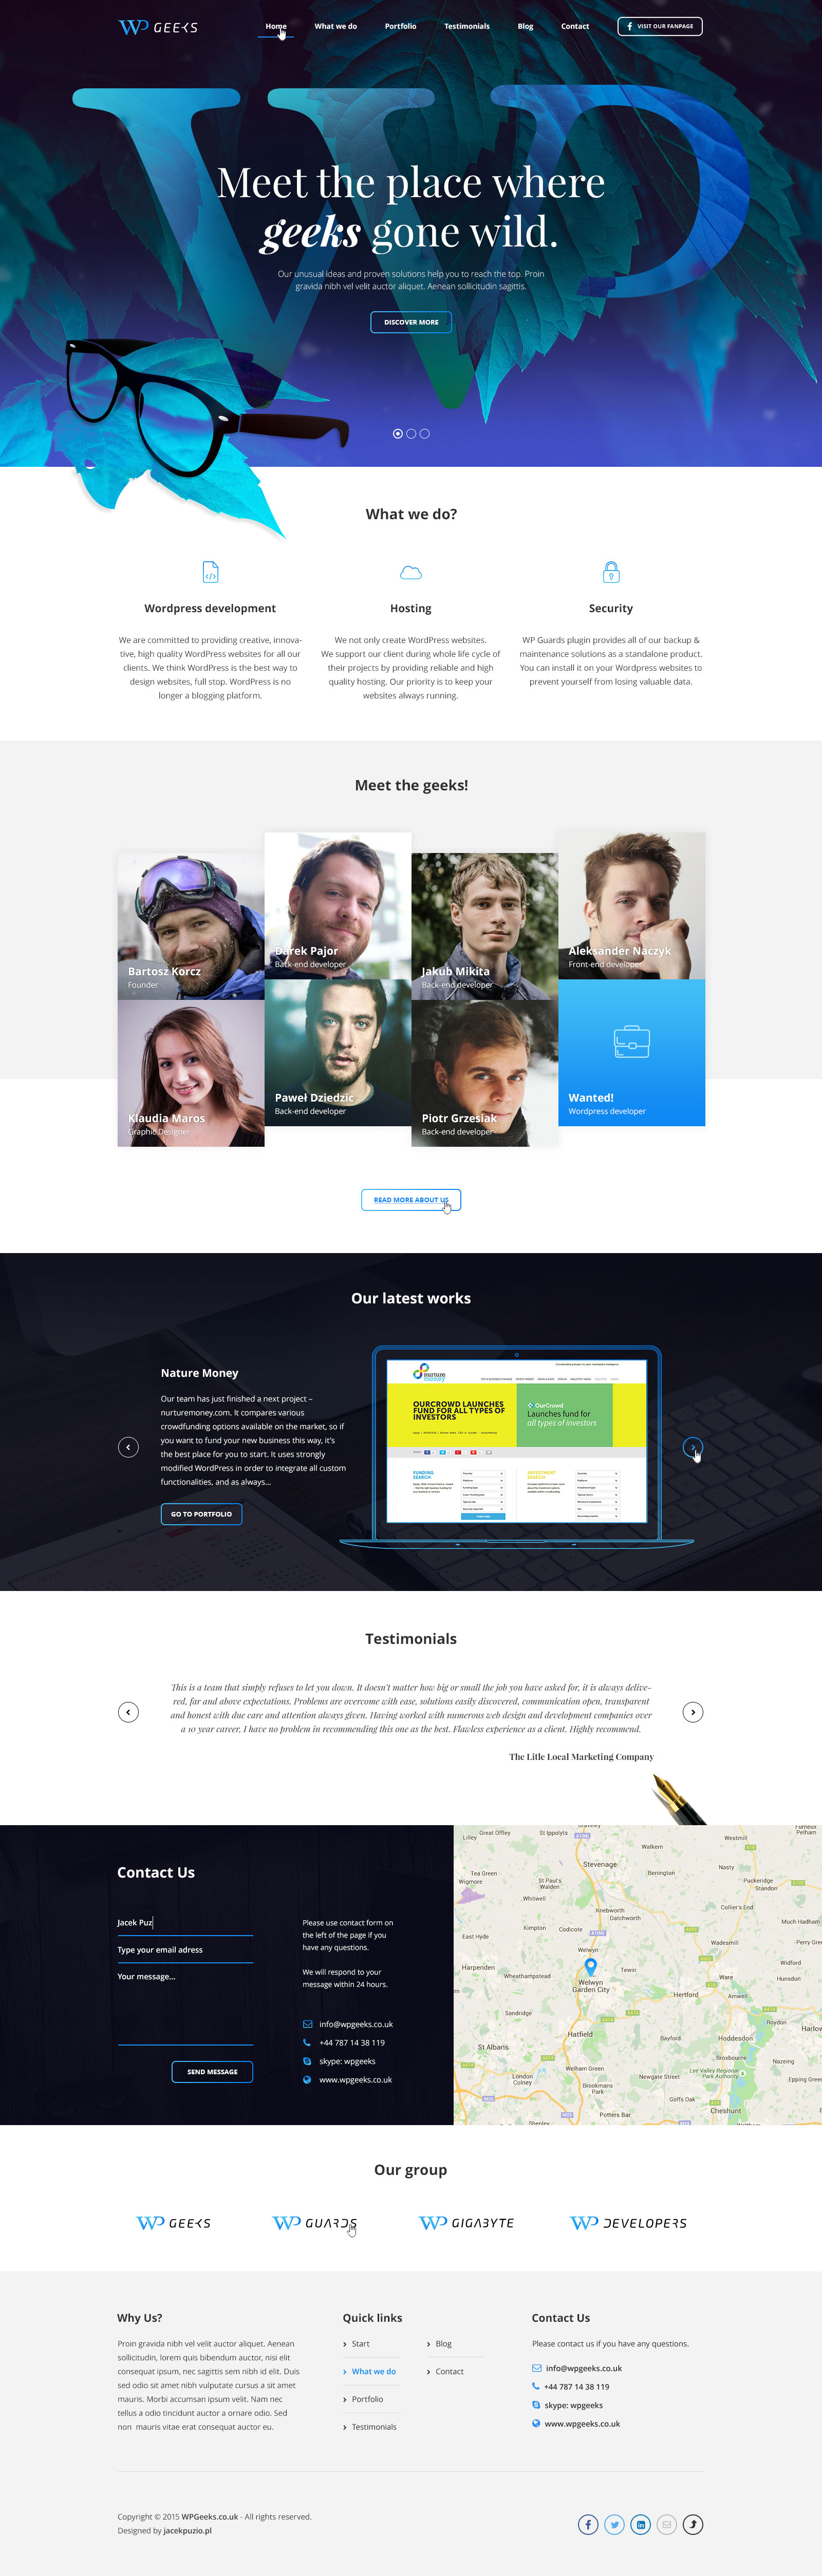 WP GEEKS
Home
What we do
Portfolio
Testimonials
Blog
Contact
VISIT OUR FANPAGE
WP
Meet the place where
geeks gone wild.
Our unusual ideas and proven solutions help you to reach the top. Proin
gravida nibh vel velit auctor aliquet. Aenean sollicitudin sagittis.
DISCOVER MORE
What we do?
Wordpress development
We are committed to providing creative, innova-
tive, high quality WordPress websites for all our
clients. We think WordPress is the best way to
design websites, full stop. WordPress is no
longer a blogging platform.
Hosting
We not only create WordPress websites.
We support our client during whole life cycle of
their projects by providing reliable and high
quality hosting. Our priority is to keep your
websites always running.
Security
WP Guards plugin provides all of our backup &
maintenance solutions as a standalone product.
You can install it on your Wordpress websites to
prevent yourself from losing valuable data.
Meet the geeks!
Bartosz Korcz
Founder
Darek Pajor
Back-end developer
Jakub Mikita
Back-end developer
Aleksander Naczyk
Front-end developer
Klaudia Maros
Graphic Designer
Paweł Dziedzic
Back-end developer
Piotr Grzesiak
Back-end developer
Wanted!
Wordpress developer
READ MORE ABOUT US
Our latest works
Nature Money
Our team has just finished a next project –
nurturemoney.com. It compares various
crowdfunding options available on the market, so if
you want to fund your new business this way, it's
the best place for you to start. It uses strongly
modified WordPress in order to integrate all custom
functionalities, and as always...
GO TO PORTFOLIO
nurture
money
OURCROWD LAUNCHES
FUND FOR ALL TYPES OF
INVESTORS
OurCrowd
Launches fund for
all types of investors
FUNDING
SEARCH
INVESTMENT
SEARCH
Testimonials
This is a team that simply refuses to let you down. It doesn't matter how big or small the job you have asked for, it is always delive-
red, far and above expectations. Problems are overcome with ease, solutions easily discovered, communication open, transparent
and honest with due care and attention always given. Having worked with numerous web design and development companies over
a 10 year career, I have no problem in recommending this one as the best. Flawless experience as a client. Highly recommend.
The Litle Local Marketing Company
Contact Us
Jacek Puz
Type your email adress
Your message...
SEND MESSAGE
Please use contact form on
the left of the page if you
have any questions.
We will respond to your
message within 24 hours.
info@wpgeeks.co.uk
+44 787 14 38 119
skype: wpgeeks
www.wpgeeks.co.uk
Lilley
Great Offley
St Ippolyts
Walkern
Westmill
Furneux
Pelham
Stevenage
Tea Green
Wigmore
St Paul's
Walden
Benington
Nasty
Puckeridge
Standon
Whitwell
Knebworth
Datchworth
Collier's End
Kimpton
Codicote
Much Hadham
East Hyde
Welwyn
Wadesmill
Perry Gre
Harpenden
Wheathampstead
Tewin
Ware
Widford
Hunsdon
Welwyn
Garden City
Hertford
Amwell
Sandridge
Roydon
Hatfield
Bayford
Hoddesdon
Harlow
St Albans
Broxbourne
Nazeing
London
Colney
Welham Green
Newgate Street
Lee Valley Regional
Park Authority
Epping Green
Brookmans
Park
Goffs Oak
Cheshunt
Shenley
Potters Bar
Our group
WP GEEKS
WP GUARDS
WP GIGABYTE
WP DEVELOPERS
Why Us?
Proin gravida nibh vel velit auctor aliquet. Aenean
sollicitudin, lorem quis bibendum auctor, nisi elit
consequat ipsum, nec sagittis sem nibh id elit. Duis
sed odio sit amet nibh vulputate cursus a sit amet
mauris. Morbi accumsan ipsum velit. Nam nec
tellus a odio tincidunt auctor a ornare odio. Sed
non mauris vitae erat consequat auctor eu.
Quick links
Start
What we do
Portfolio
Testimonials
Blog
Contact
Contact Us
Please contact us if you have any questions.
info@wpgeeks.co.uk
+44 787 14 38 119
skype: wpgeeks
www.wpgeeks.co.uk
Copyright © 2015 WPGeeks.co.uk - All rights reserved.
Designed by jacekpuzio.pl